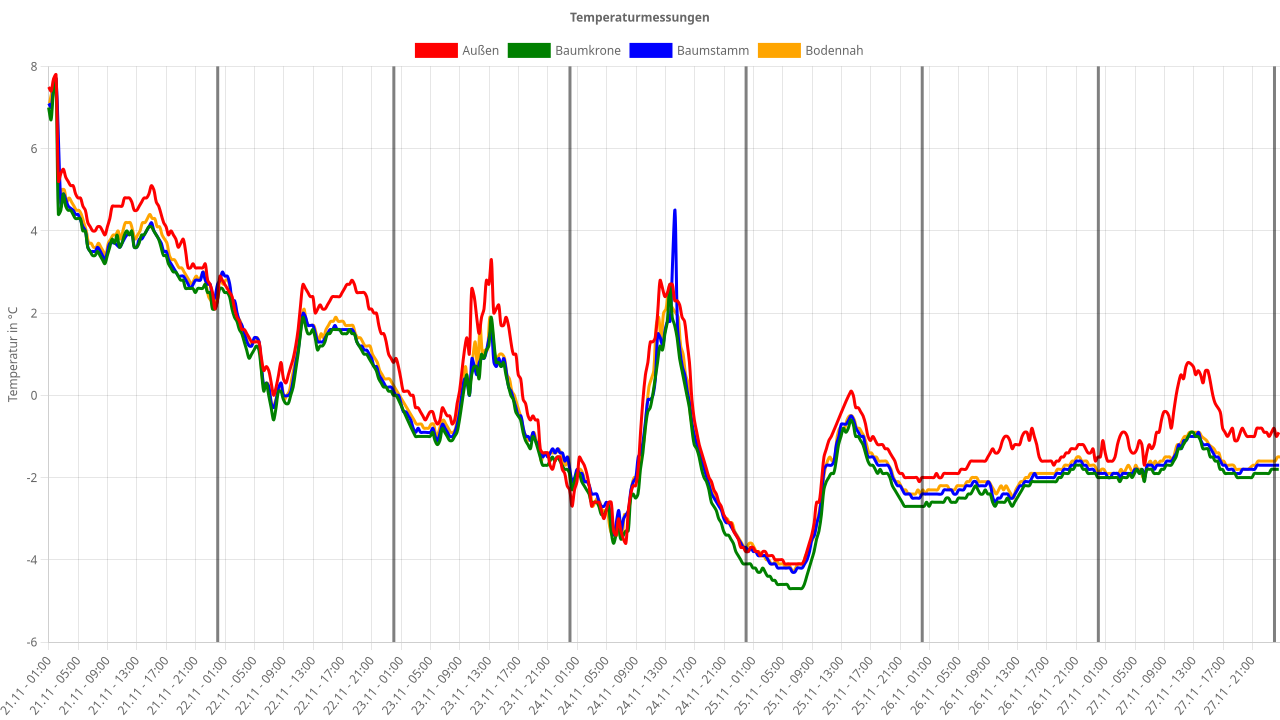 Temperaturmessungen
Außen Baumkrone Baumstamm Bodennah
Temperatur in °C
8
6
4
2
0
-2
-4
-6
21.11 - 01:00
21.11 - 05:00
21.11 - 09:00
21.11 - 13:00
21.11 - 17:00
21.11 - 21:00
22.11 - 01:00
22.11 - 05:00
22.11 - 09:00
22.11 - 13:00
22.11 - 17:00
22.11 - 21:00
23.11 - 01:00
23.11 - 05:00
23.11 - 09:00
23.11 - 13:00
23.11 - 17:00
23.11 - 21:00
24.11 - 01:00
24.11 - 05:00
24.11 - 09:00
24.11 - 13:00
24.11 - 17:00
24.11 - 21:00
25.11 - 01:00
25.11 - 05:00
25.11 - 09:00
25.11 - 13:00
25.11 - 17:00
25.11 - 21:00
26.11 - 01:00
26.11 - 05:00
26.11 - 09:00
26.11 - 13:00
26.11 - 17:00
26.11 - 21:00
27.11 - 01:00
27.11 - 05:00
27.11 - 09:00
27.11 - 13:00
27.11 - 17:00
27.11 - 21:00